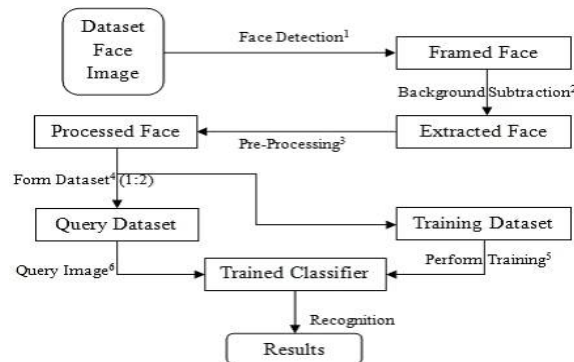 Dataset
Face
Image
Face Detection¹
Framed Face
Background Subtraction²
Processed Face
Pre-Processing³
Extracted Face
Form Dataset⁴ (1:2)
Query Dataset
Training Dataset
Query Image⁶
Trained Classifier
Perform Training⁵
Recognition
Results